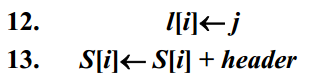 12. l[i]←j
13. S[i]← S[i] + header